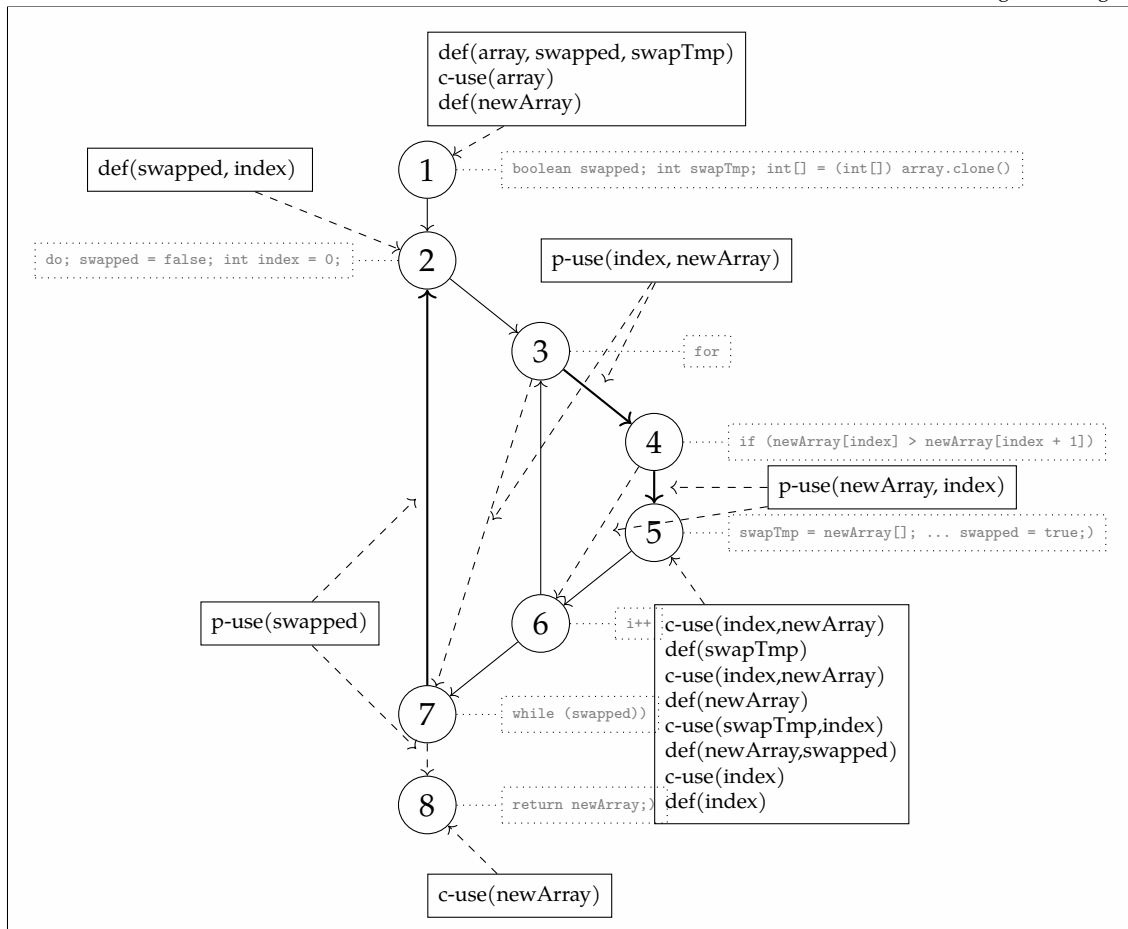 def(array, swapped, swapTmp)
c-use(array)
def(newArray)
def(swapped, index)
1
boolean swapped; int swapTmp; int[] = (int[]) array.clone()
do; swapped = false; int index = 0;
2
p-use(index, newArray)
3
for
4
if (newArray[index] > newArray[index + 1])
p-use(newArray, index)
5
swapTmp = newArray[]; ... swapped = true;)
p-use(swapped)
6
i++
c-use(index,newArray)
def(swapTmp)
c-use(index,newArray)
def(newArray)
c-use(swapTmp,index)
def(newArray,swapped)
c-use(index)
def(index)
7
while (swapped))
8
return newArray;)
c-use(newArray)